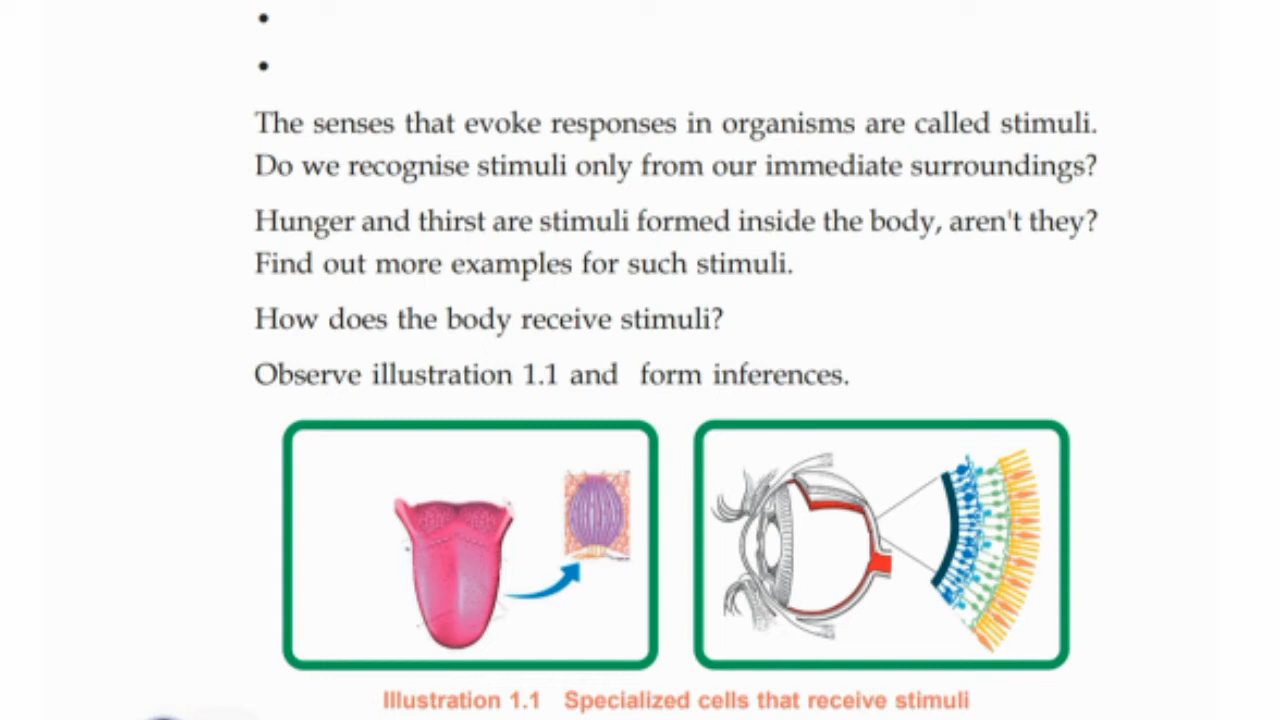 •
•
The senses that evoke responses in organisms are called stimuli.
Do we recognise stimuli only from our immediate surroundings?
Hunger and thirst are stimuli formed inside the body, aren't they?
Find out more examples for such stimuli.
How does the body receive stimuli?
Observe illustration 1.1 and form inferences.
Illustration 1.1 Specialized cells that receive stimuli